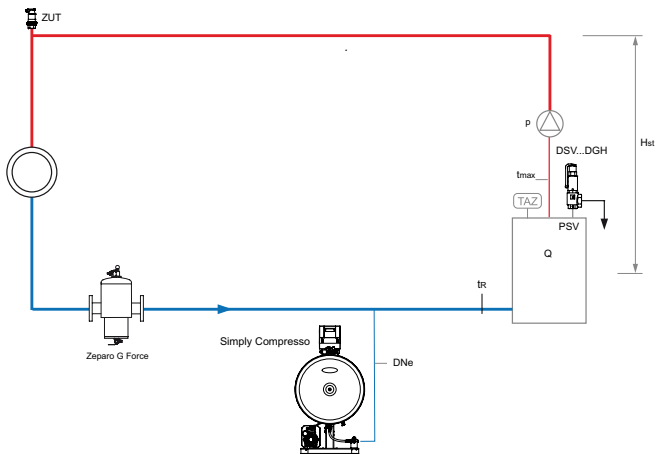 ZUT
p
Hst
DSV...DGH
tmax
TAZ
PSV
Q
tR
Simply Compresso
DNe
Zeparo G Force